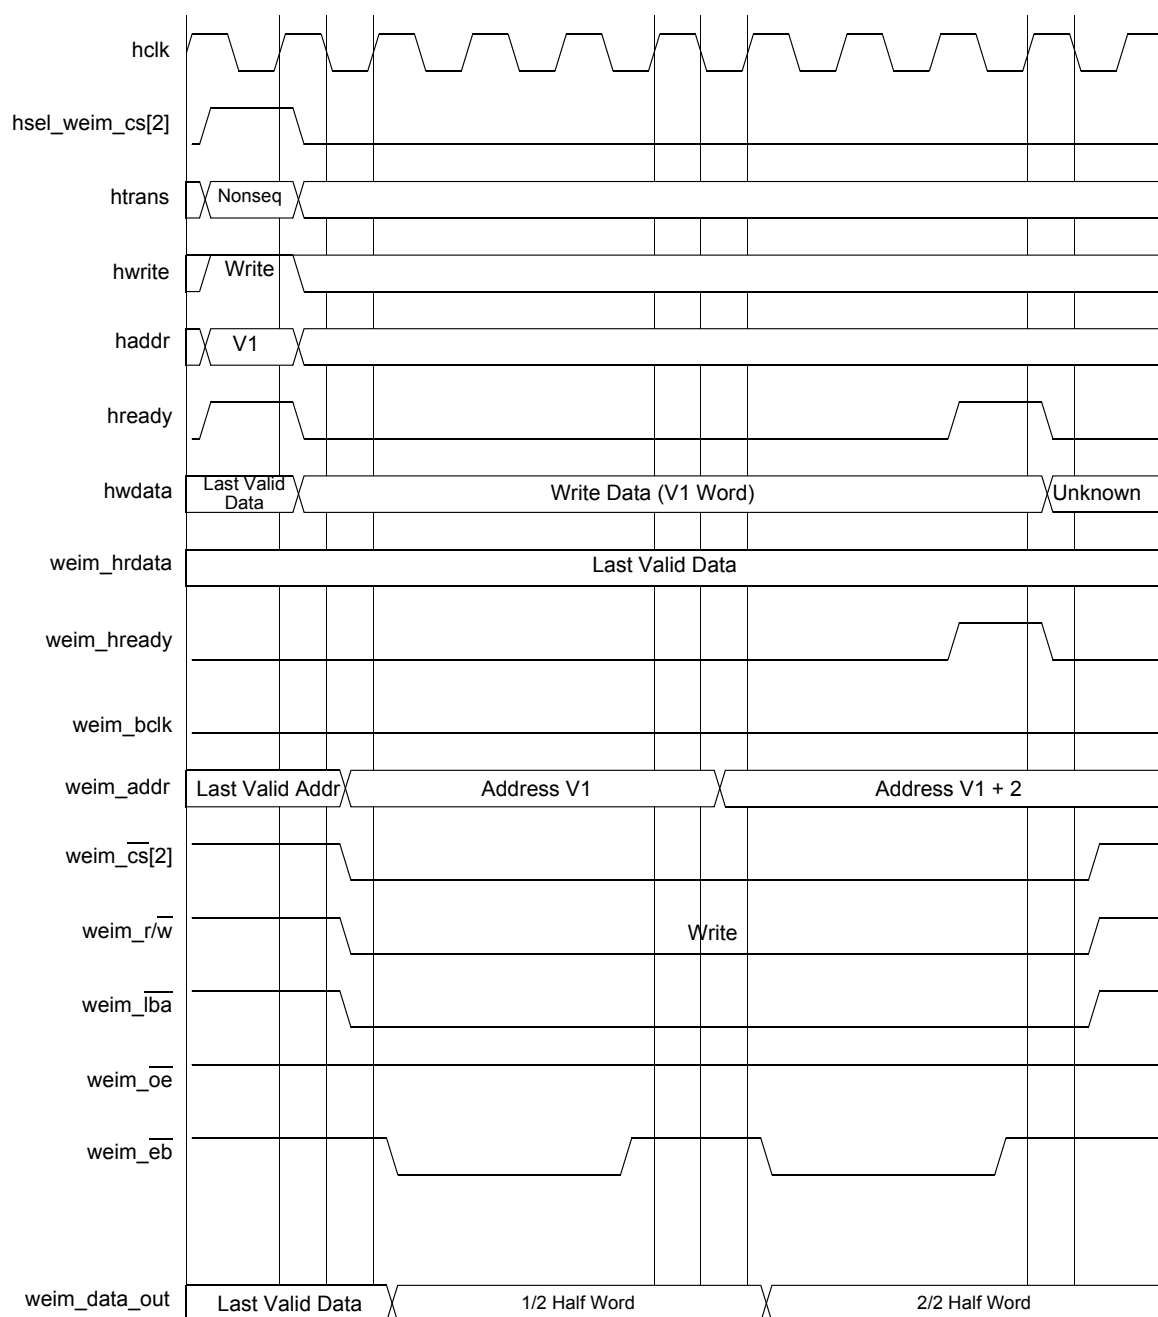 hclk
hsel_weim_cs[2]
htrans
Nonseq
hwrite
Write
haddr
V1
hready
hwdata
Last Valid
Data
Write Data (V1 Word)
Unknown
weim_hrdata
Last Valid Data
weim_hready
weim_bclk
weim_addr
Last Valid Addr
Address V1
Address V1 + 2
weim_cs[2]
weim_r/w
Write
weim_lba
weim_oe
weim_eb
weim_data_out
Last Valid Data
1/2 Half Word
2/2 Half Word